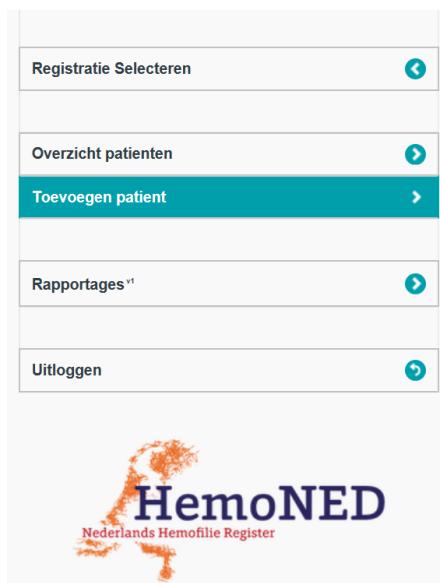 Registratie Selecteren
Overzicht patienten
Toevoegen patient
Rapportages v1
Uitloggen
HemoNED
Nederlands Hemofilie Register